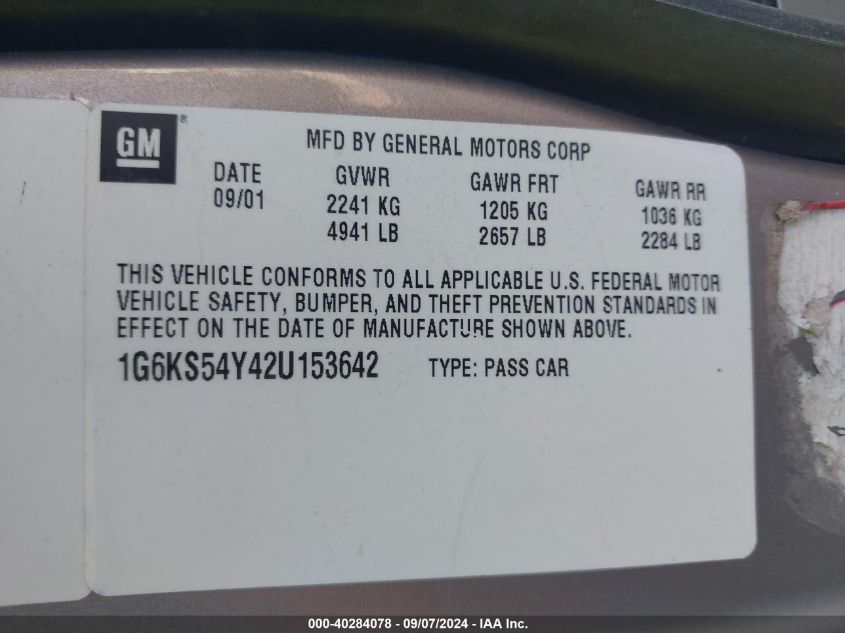 GM ®
MFD BY GENERAL MOTORS CORP
DATE GVWR GAWR FRT GAWR RR
09/01 2241 KG 1205 KG 1036 KG
4941 LB 2657 LB 2284 LB
THIS VEHICLE CONFORMS TO ALL APPLICABLE U.S. FEDERAL MOTOR
VEHICLE SAFETY, BUMPER, AND THEFT PREVENTION STANDARDS IN
EFFECT ON THE DATE OF MANUFACTURE SHOWN ABOVE.
1G6KS54Y42U153642 TYPE: PASS CAR
000-40284078 - 09/07/2024 - IAA Inc.